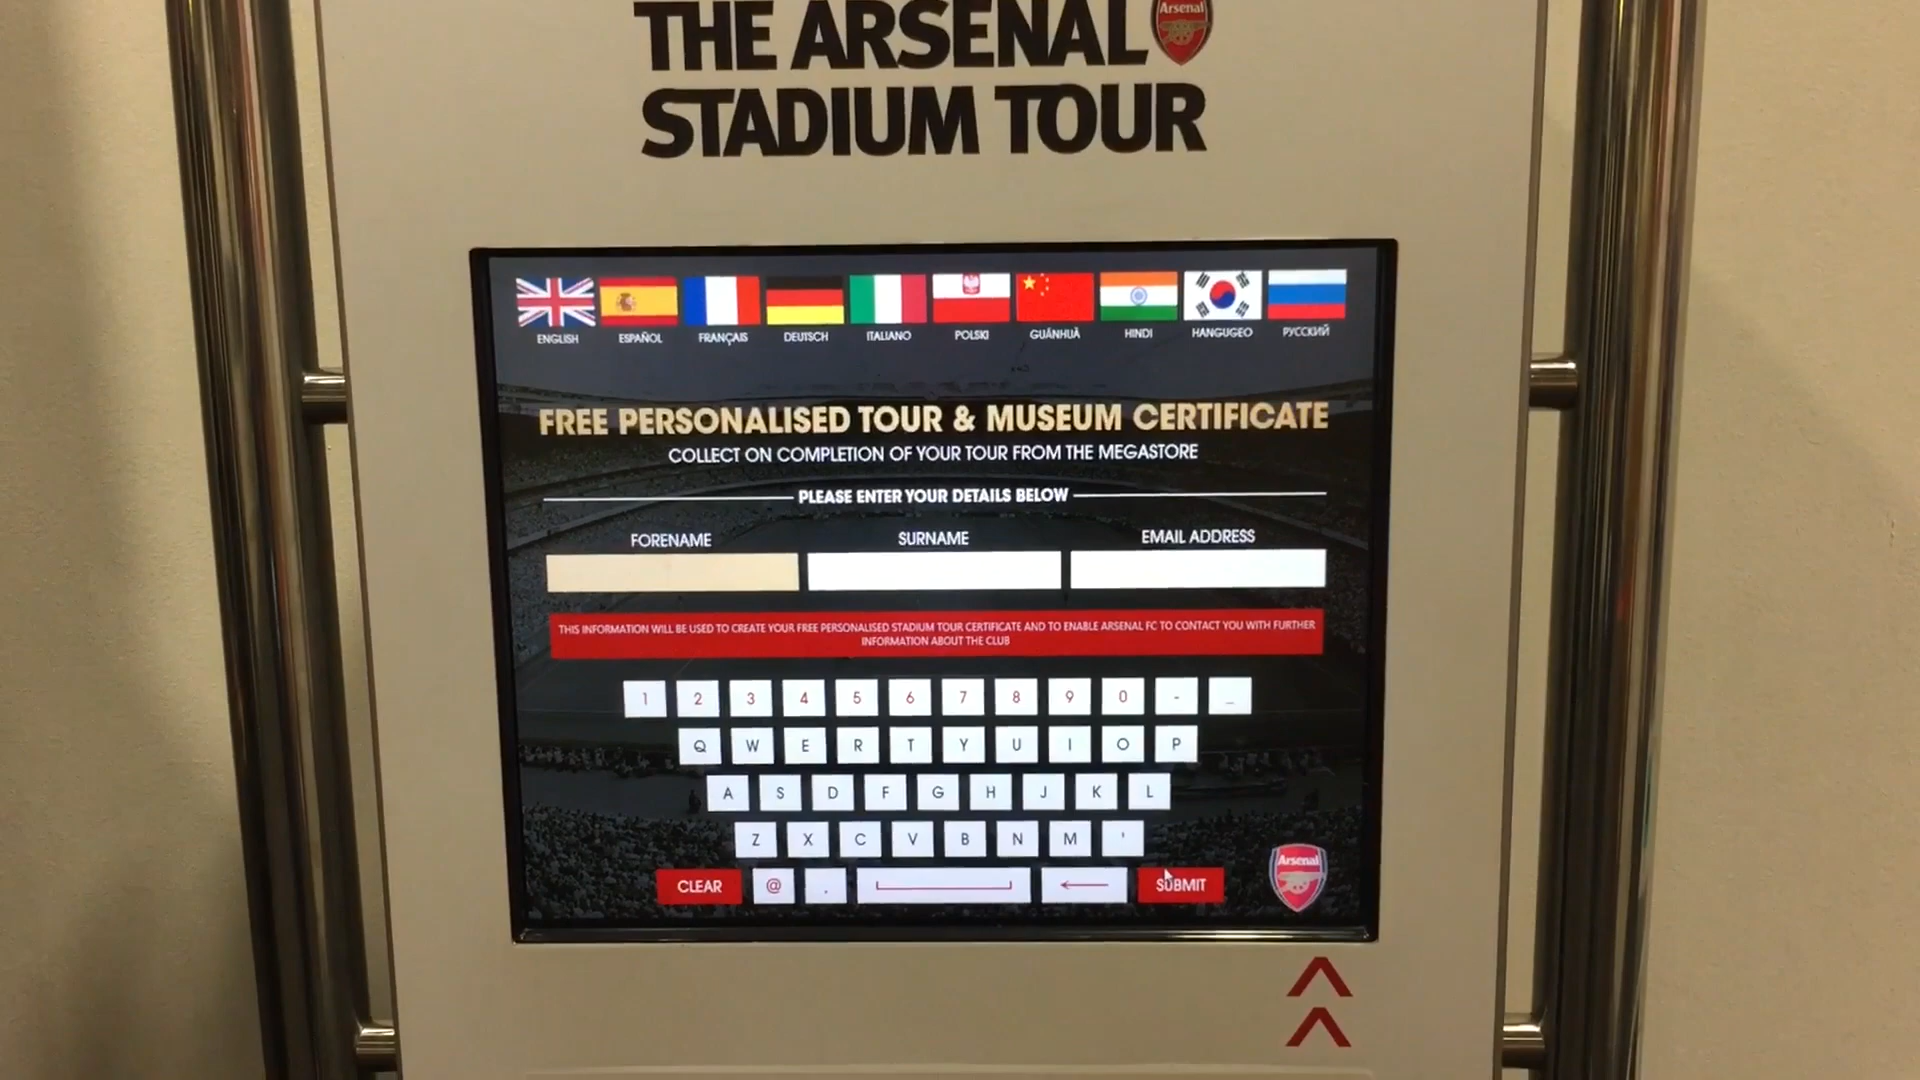 THE ARSENAL
Arsenal
STADIUM TOUR
ENGLISH ESPAÑOL FRANÇAIS DEUTSCH ITALIANO POLSKI GUĀNHUÀ HINDI HANGUGEO РУССКИЙ
FREE PERSONALISED TOUR & MUSEUM CERTIFICATE
COLLECT ON COMPLETION OF YOUR TOUR FROM THE MEGASTORE
PLEASE ENTER YOUR DETAILS BELOW
FORENAME SURNAME EMAIL ADDRESS
THIS INFORMATION WILL BE USED TO CREATE YOUR FREE PERSONALISED STADIUM TOUR CERTIFICATE AND TO ENABLE ARSENAL FC TO CONTACT YOU WITH FURTHER
INFORMATION ABOUT THE CLUB
1 2 3 4 5 6 7 8 9 0 - _
Q W E R T Y U I O P
A S D F G H J K L
Z X C V B N M '
CLEAR @ . SUBMIT
Arsenal